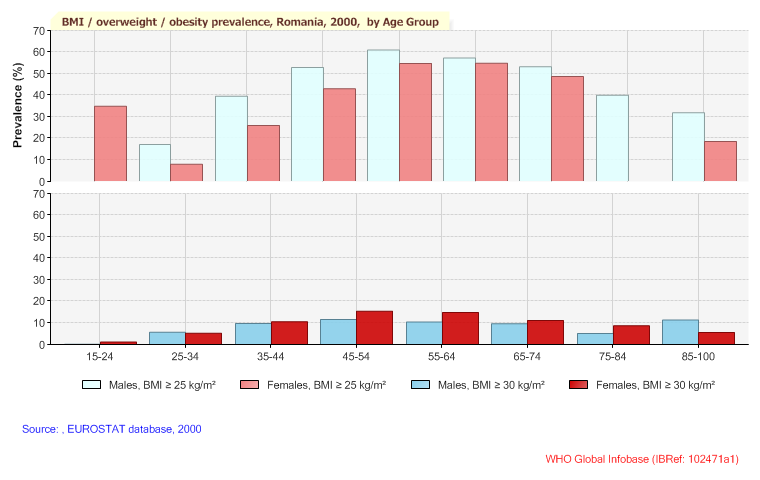 BMI / overweight / obesity prevalence, Romania, 2000,  by Age Group
Prevalence (%)
70
60
50
40
30
20
10
0
70
60
50
40
30
20
10
0
15-24 25-34 35-44 45-54 55-64 65-74 75-84 85-100
Males, BMI ≥ 25 kg/m² Females, BMI ≥ 25 kg/m² Males, BMI ≥ 30 kg/m² Females, BMI ≥ 30 kg/m²
Source: , EUROSTAT database, 2000
WHO Global Infobase (IBRef: 102471a1)